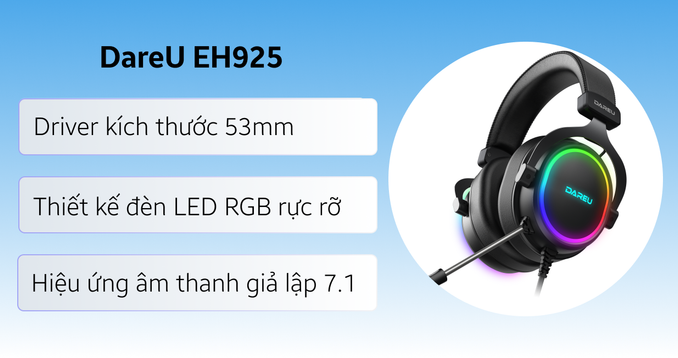 DareU EH925
Driver kích thước 53mm
Thiết kế đèn LED RGB rực rỡ
Hiệu ứng âm thanh giả lập 7.1
DAREU
DAREU